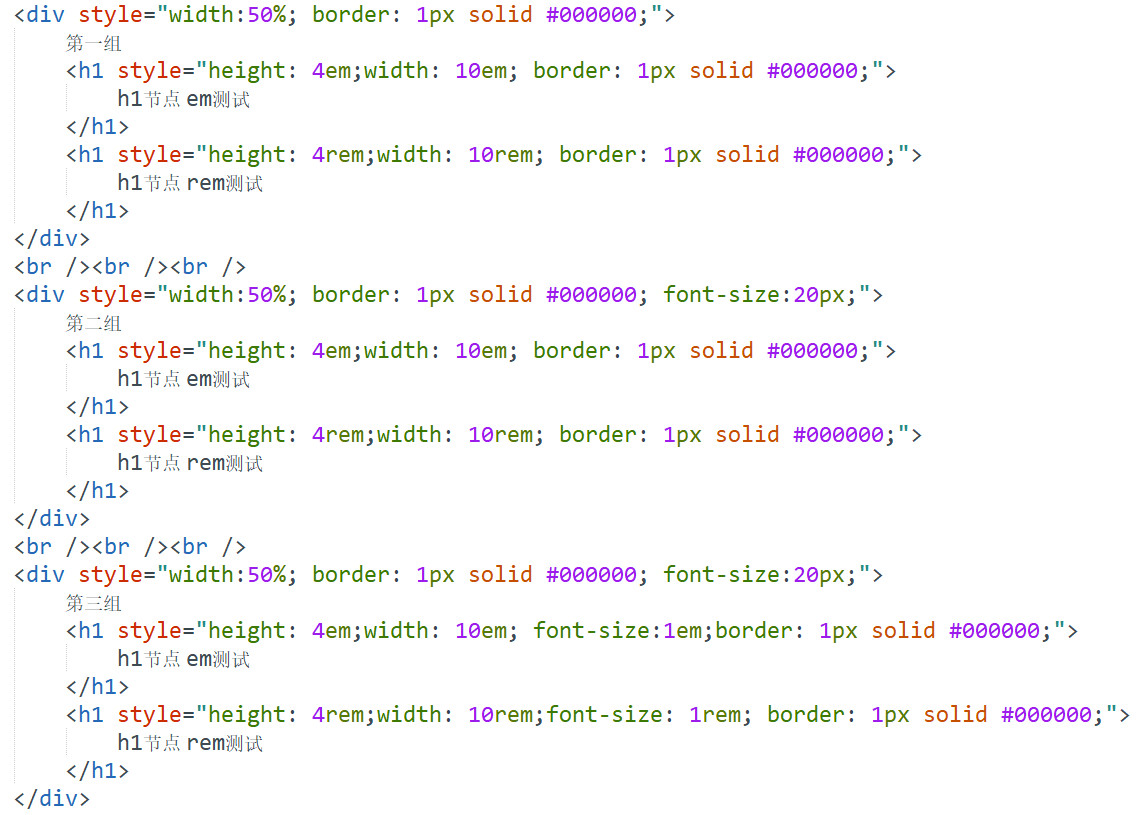 <div style="width:50%; border: 1px solid #000000;">
第一组
<h1 style="height: 4em;width: 10em; border: 1px solid #000000;">
h1节点 em测试
</h1>
<h1 style="height: 4rem;width: 10rem; border: 1px solid #000000;">
h1节点 rem测试
</h1>
</div>
<br /><br /><br />
<div style="width:50%; border: 1px solid #000000; font-size:20px;">
第二组
<h1 style="height: 4em;width: 10em; border: 1px solid #000000;">
h1节点 em测试
</h1>
<h1 style="height: 4rem;width: 10rem; border: 1px solid #000000;">
h1节点 rem测试
</h1>
</div>
<br /><br /><br />
<div style="width:50%; border: 1px solid #000000; font-size:20px;">
第三组
<h1 style="height: 4em;width: 10em; font-size:1em;border: 1px solid #000000;">
h1节点 em测试
</h1>
<h1 style="height: 4rem;width: 10rem;font-size: 1rem; border: 1px solid #000000;">
h1节点 rem测试
</h1>
</div>